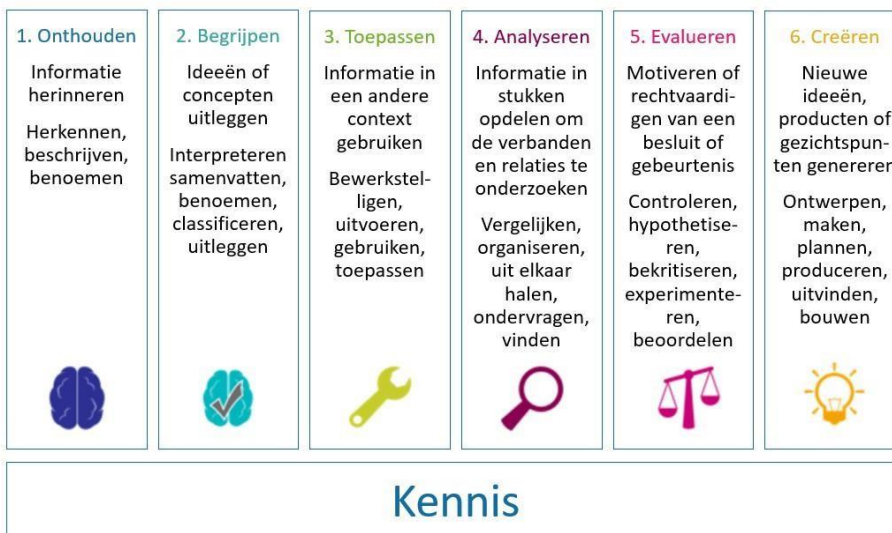 1. Onthouden
Informatie
herinneren
Herkennen,
beschrijven,
benoemen
2. Begrijpen
Ideeën of
concepten
uitleggen
Interpreteren
samenvatten,
benoemen,
classificeren,
uitleggen
3. Toepassen
Informatie in
een andere
context
gebruiken
Bewerkstel-
ligen,
uitvoeren,
gebruiken,
toepassen
4. Analyseren
Informatie in
stukken
opdelen om
de verbanden
en relaties te
onderzoeken
Vergelijken,
organiseren,
uit elkaar
halen,
ondervragen,
vinden
5. Evalueren
Motiveren of
rechtvaardi-
gen van een
besluit of
gebeurtenis
Controleren,
hypothetise-
ren,
bekritiseren,
experimente-
ren,
beoordelen
6. Creëren
Nieuwe
ideeën,
producten of
gezichtspun-
ten genereren
Ontwerpen,
maken,
plannen,
produceren,
uitvinden,
bouwen
Kennis